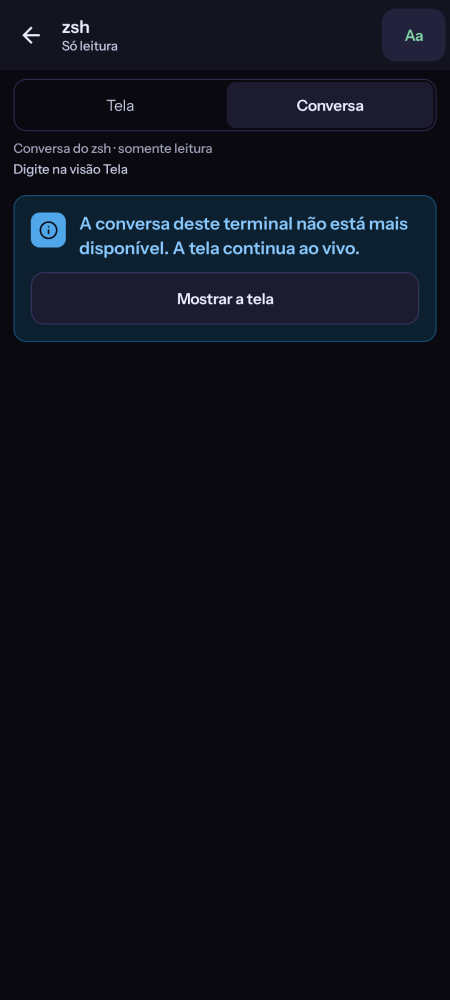 zsh
Só leitura
Aa
Tela
Conversa
Conversa do zsh · somente leitura
Digite na visão Tela
A conversa deste terminal não está mais
disponível. A tela continua ao vivo.
Mostrar a tela